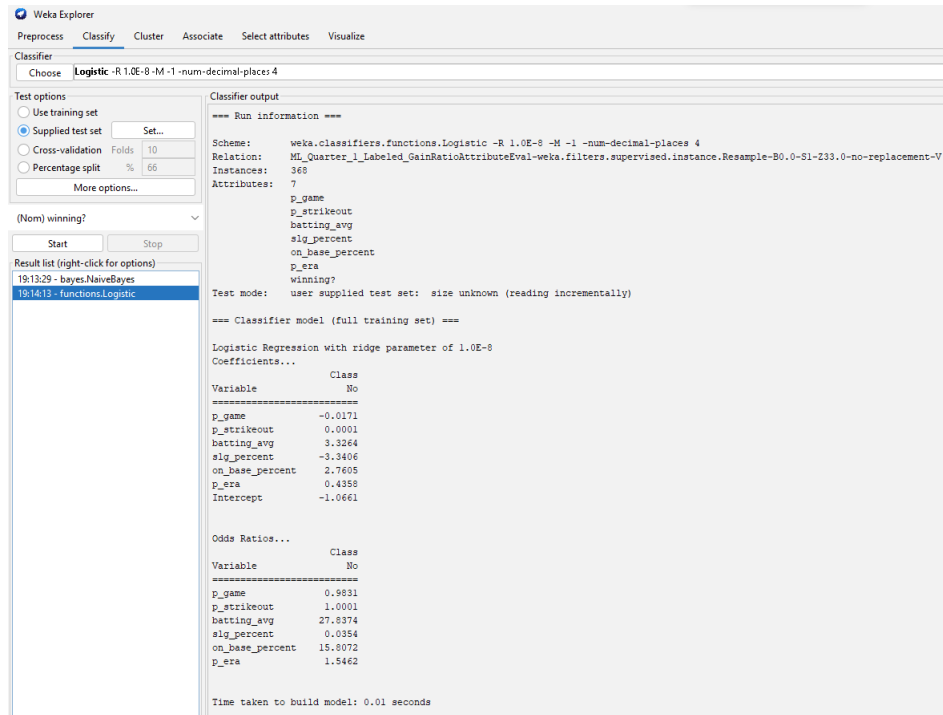 Weka Explorer
Preprocess Classify Cluster Associate Select attributes Visualize
Classifier
Choose Logistic -R 1.0E-8 -M -1 -num-decimal-places 4
Test options
Use training set
Supplied test set Set...
Cross-validation Folds 10
Percentage split % 66
More options...
(Nom) winning?
Start Stop
Result list (right-click for options)
19:13:29 - bayes.NaiveBayes
19:14:13 - functions.Logistic
Classifier output
=== Run information ===
Scheme: weka.classifiers.functions.Logistic -R 1.0E-8 -M -1 -num-decimal-places 4
Relation: ML_Quarter_1_Labeled_GainRatioAttributeEval-weka.filters.supervised.instance.Resample-B0.0-S1-Z33.0-no-replacement-V
Instances: 368
Attributes: 7
p_game
p_strikeout
batting_avg
slg_percent
on_base_percent
p_era
winning?
Test mode: user supplied test set: size unknown (reading incrementally)
=== Classifier model (full training set) ===
Logistic Regression with ridge parameter of 1.0E-8
Coefficients...
Class
Variable No
===========================
p_game -0.0171
p_strikeout 0.0001
batting_avg 3.3264
slg_percent -3.3406
on_base_percent 2.7605
p_era 0.4358
Intercept -1.0661
Odds Ratios...
Class
Variable No
===========================
p_game 0.9831
p_strikeout 1.0001
batting_avg 27.8374
slg_percent 0.0354
on_base_percent 15.8072
p_era 1.5462
Time taken to build model: 0.01 seconds